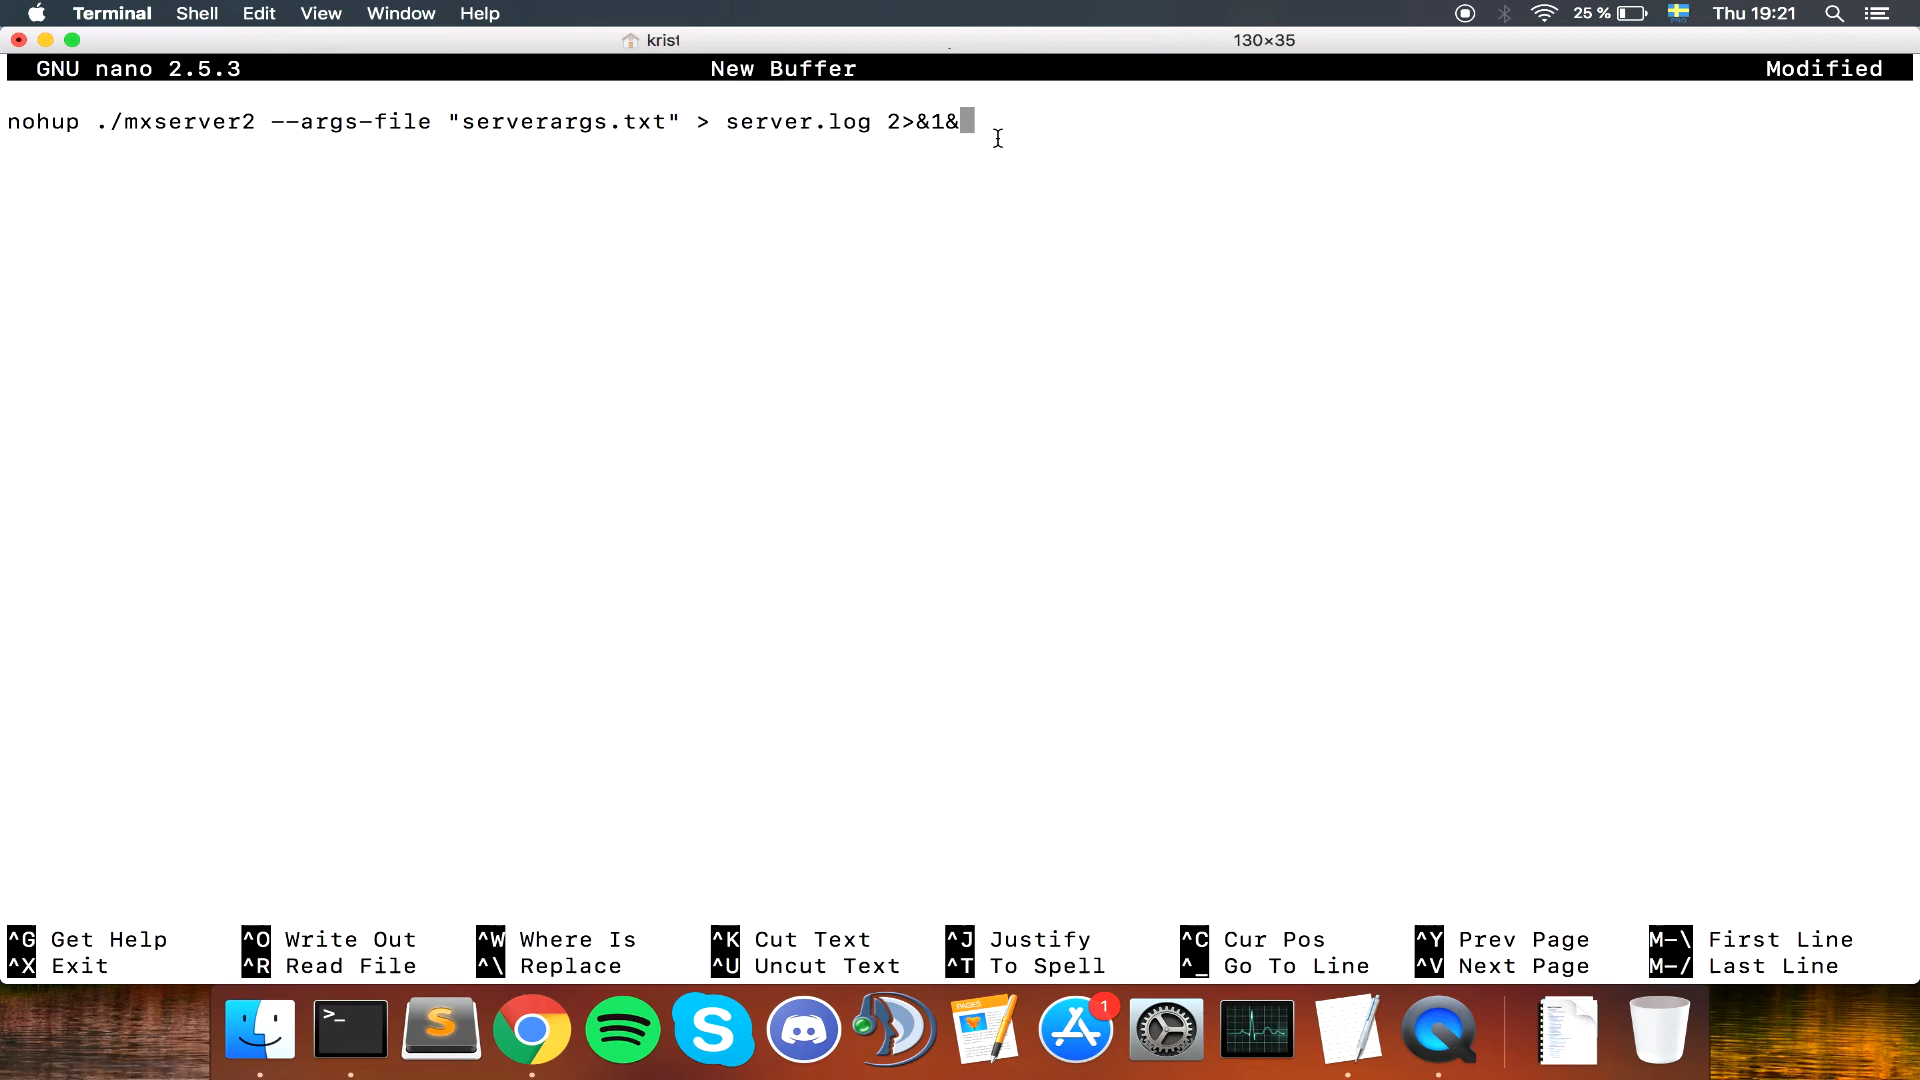 Terminal Shell Edit View Window Help 25 % Thu 19:21
krist 130×35
GNU nano 2.5.3 New Buffer Modified
nohup ./mxserver2 --args-file "serverargs.txt" > server.log 2>&1&
^G Get Help ^O Write Out ^W Where Is ^K Cut Text ^J Justify ^C Cur Pos ^Y Prev Page M-\ First Line
^X Exit ^R Read File ^\ Replace ^U Uncut Text ^T To Spell ^_ Go To Line ^V Next Page M-/ Last Line
>_ S S PAGES 1